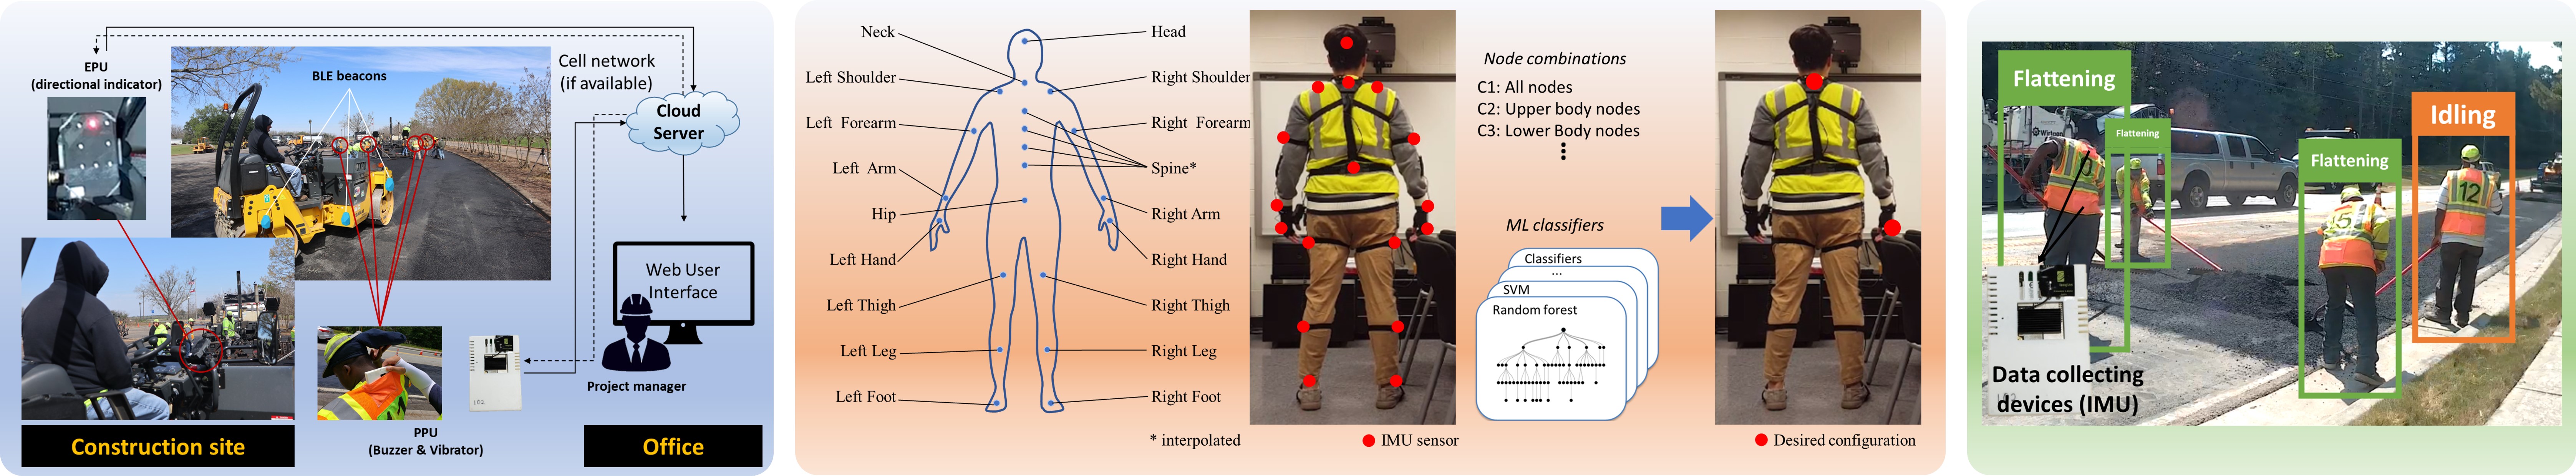 EPU
(directional indicator)
BLE beacons
Cell network
(if available)
Cloud
Server
Web User
Interface
Project manager
PPU
(Buzzer & Vibrator)
Construction site
Office
Neck
Left Shoulder
Left Forearm
Left Arm
Hip
Left Hand
Left Thigh
Left Leg
Left Foot
Head
Right Shoulder
Right Forearm
Spine*
Right Arm
Right Hand
Right Thigh
Right Leg
Right Foot
* interpolated
IMU sensor
Node combinations
C1: All nodes
C2: Upper body nodes
C3: Lower Body nodes
ML classifiers
Classifiers
...
SVM
Random forest
Desired configuration
Flattening
Flattening
Flattening
Idling
12
Data collecting
devices (IMU)